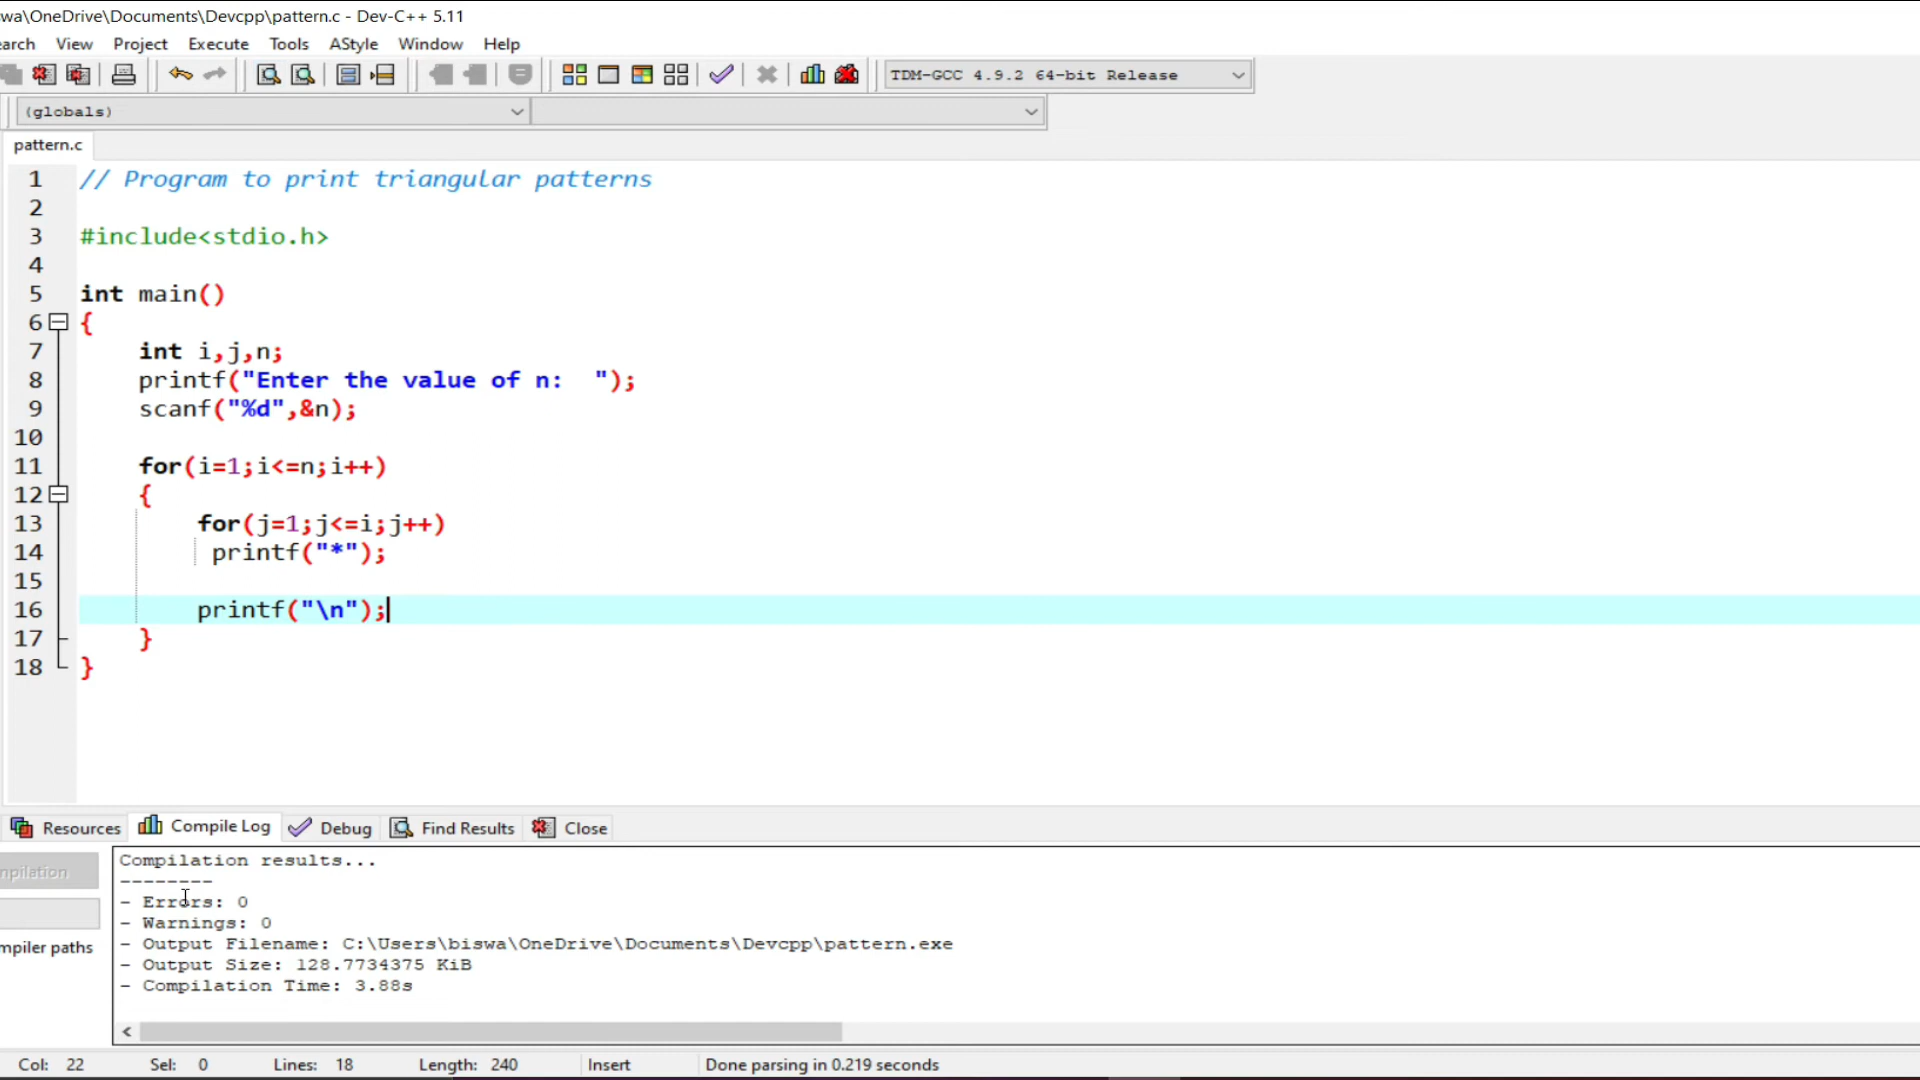 wa\OneDrive\Documents\Devcpp\pattern.c - Dev-C++ 5.11
earch View Project Execute Tools AStyle Window Help
TDM-GCC 4.9.2 64-bit Release
(globals)
pattern.c
1 // Program to print triangular patterns
2
3 #include<stdio.h>
4
5 int main()
6 {
7 int i,j,n;
8 printf("Enter the value of n:  ");
9 scanf("%d",&n);
10
11 for(i=1;i<=n;i++)
12 {
13 for(j=1;j<=i;j++)
14 printf("*");
15
16 printf("\n");
17 }
18 }
Resources Compile Log Debug Find Results Close
mpilation
mpiler paths
Compilation results...
--------
- Errors: 0
- Warnings: 0
- Output Filename: C:\Users\biswa\OneDrive\Documents\Devcpp\pattern.exe
- Output Size: 128.7734375 KiB
- Compilation Time: 3.88s
Col: 22 Sel: 0 Lines: 18 Length: 240 Insert Done parsing in 0.219 seconds